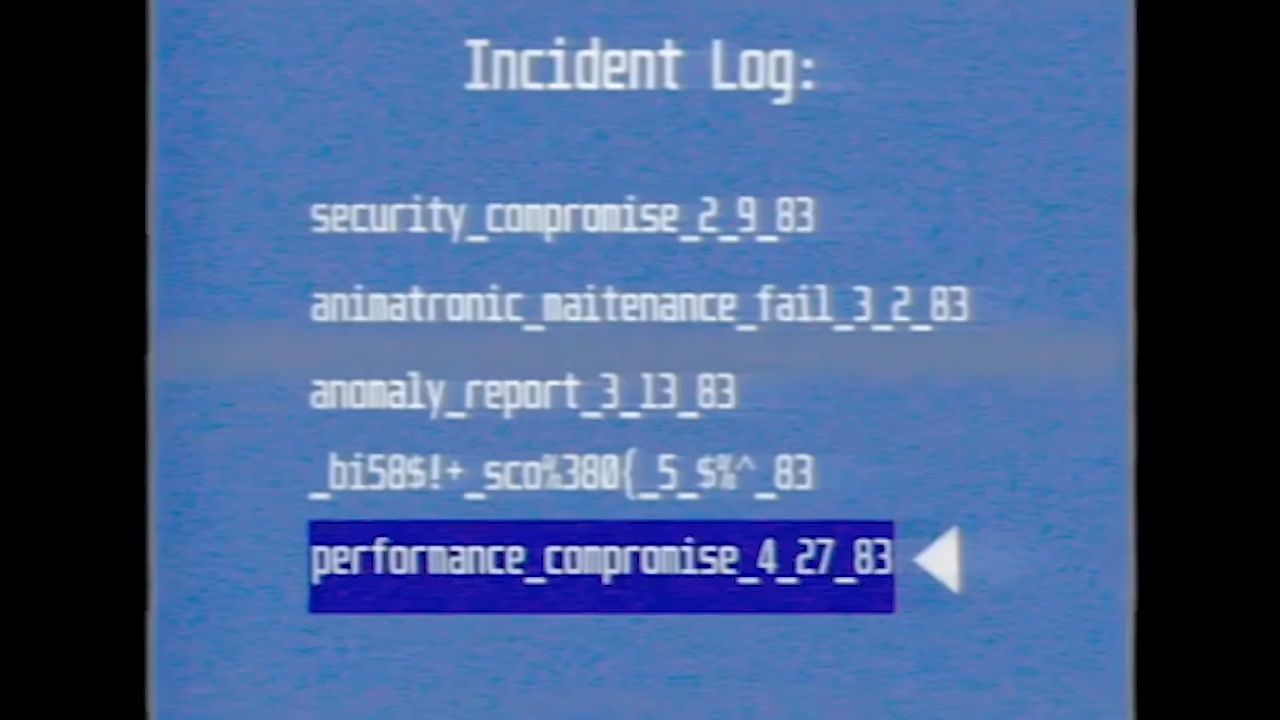 Incident Log:
security_compromise_2_9_83
animatronic_maitenance_fail_3_2_83
anomaly_report_3_13_83
_bi58$!+_sco%380{_5_$%^_83
performance_compromise_4_27_83